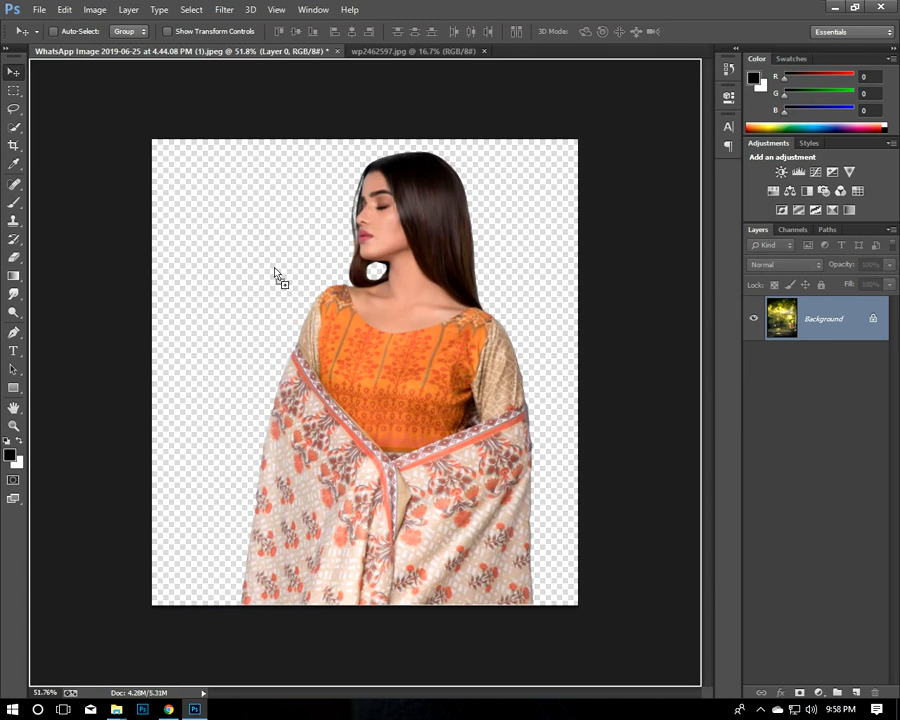 Ps File Edit Image Layer Type Select Filter 3D View Window Help
Auto-Select: Group Show Transform Controls 3D Mode: Essentials
WhatsApp Image 2019-06-25 at 4.44.08 PM (1).jpeg @ 51.8% (Layer 0, RGB/8#) * × wp2462597.jpg @ 16.7% (RGB/8#) ×
Color Swatches
R 0
G 0
B 0
Adjustments Styles
Add an adjustment
Layers Channels Paths
Kind
Normal Opacity: 100%
Lock: Fill: 100%
Background
51.76% Doc: 4.28M/5.31M
9:58 PM